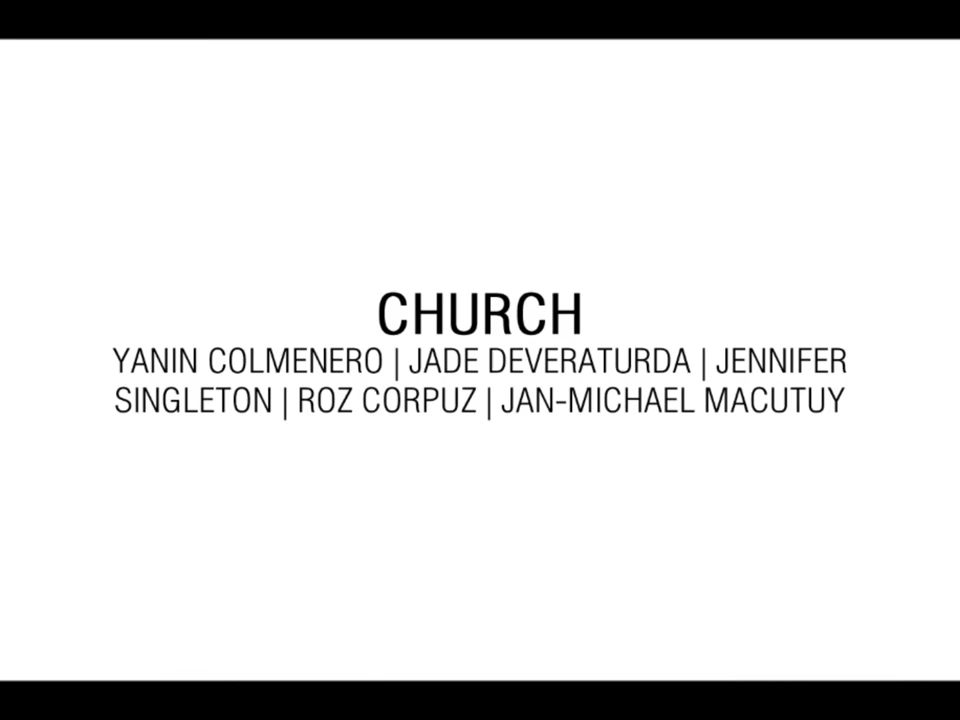 CHURCH
YANIN COLMENERO | JADE DEVERATURDA | JENNIFER
SINGLETON | ROZ CORPUZ | JAN-MICHAEL MACUTUY